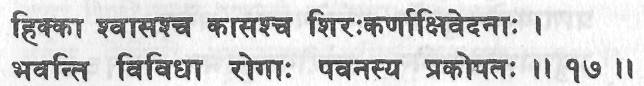 हिक्का श्वासश्च कासश्च शिरःकर्णाक्षिवेदनाः ।
भवन्ति विविधा रोगाः पवनस्य प्रकोपतः ॥ १७ ॥